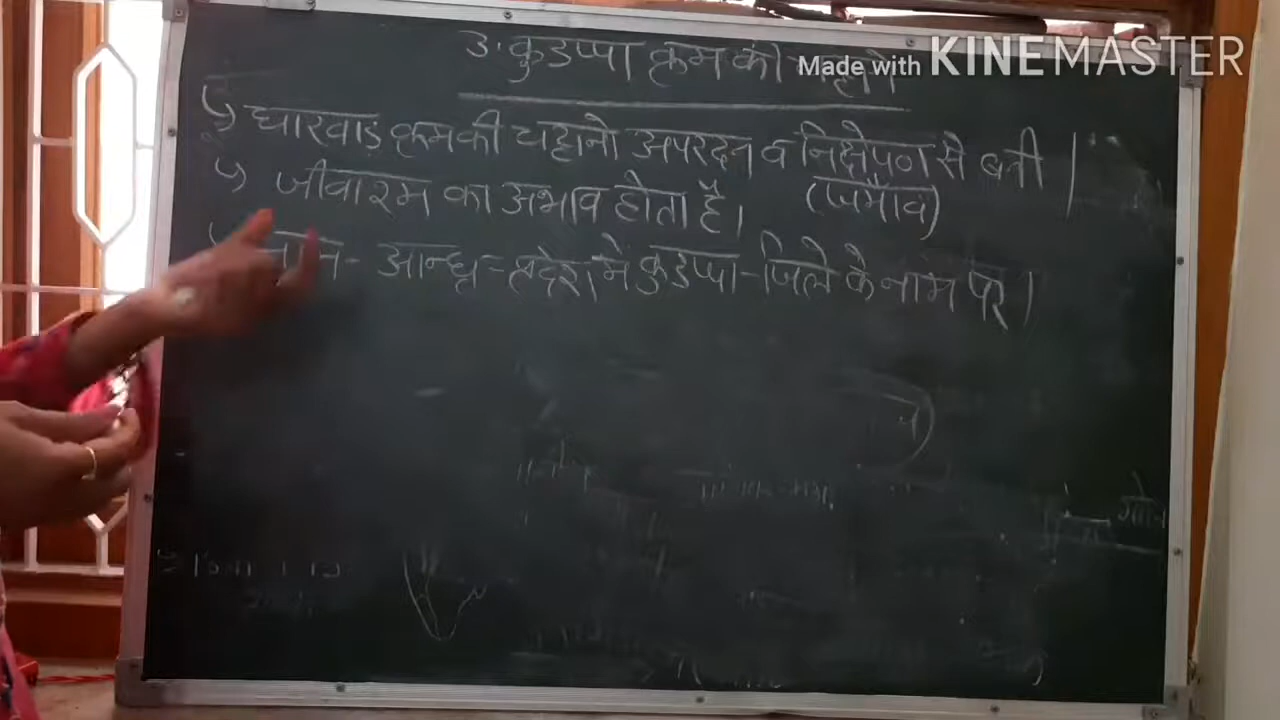 3. कुडप्पा क्रम की
Made with KINEMASTER
↳ धारवाड़ क्रम की चट्टानो अपरदन व निक्षेपण से बनी |
(जमाव)
↳ जीवाश्म का अभाव होता है।
नाम - आन्ध्र-प्रदेश में कुडप्पा-जिले के नाम पर।